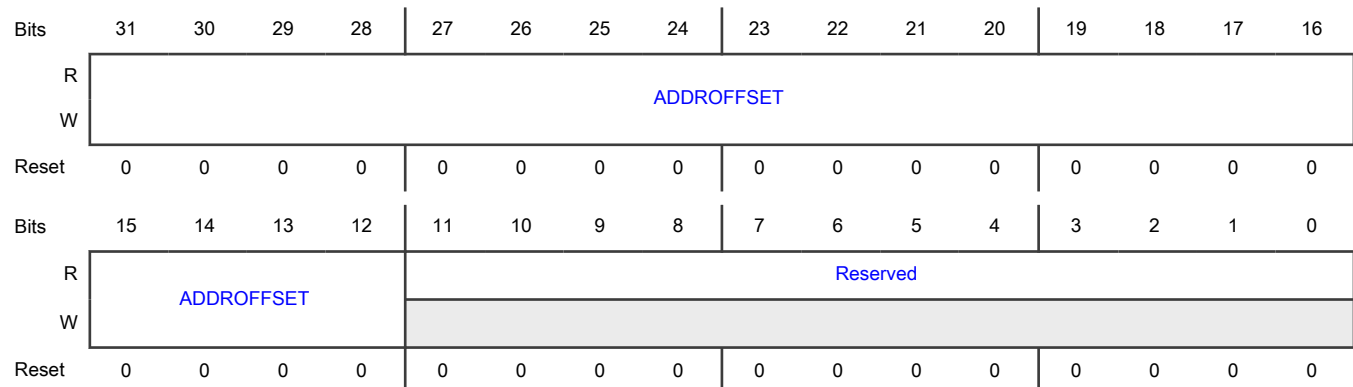 Bits 31 30 29 28 27 26 25 24 23 22 21 20 19 18 17 16
R
ADDROFFSET
W
Reset 0 0 0 0 0 0 0 0 0 0 0 0 0 0 0 0
Bits 15 14 13 12 11 10 9 8 7 6 5 4 3 2 1 0
R Reserved
ADDROFFSET
W
Reset 0 0 0 0 0 0 0 0 0 0 0 0 0 0 0 0